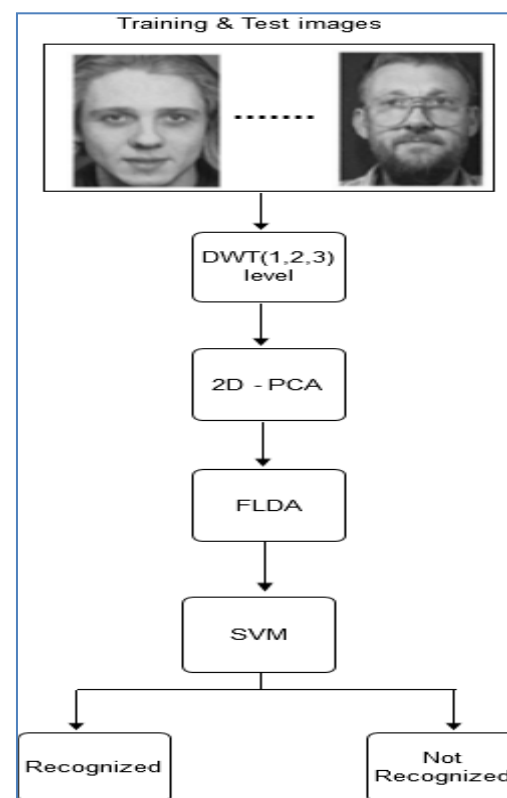 Training & Test images
DWT(1,2,3)
level
2D - PCA
FLDA
SVM
Recognized
Not
Recognized